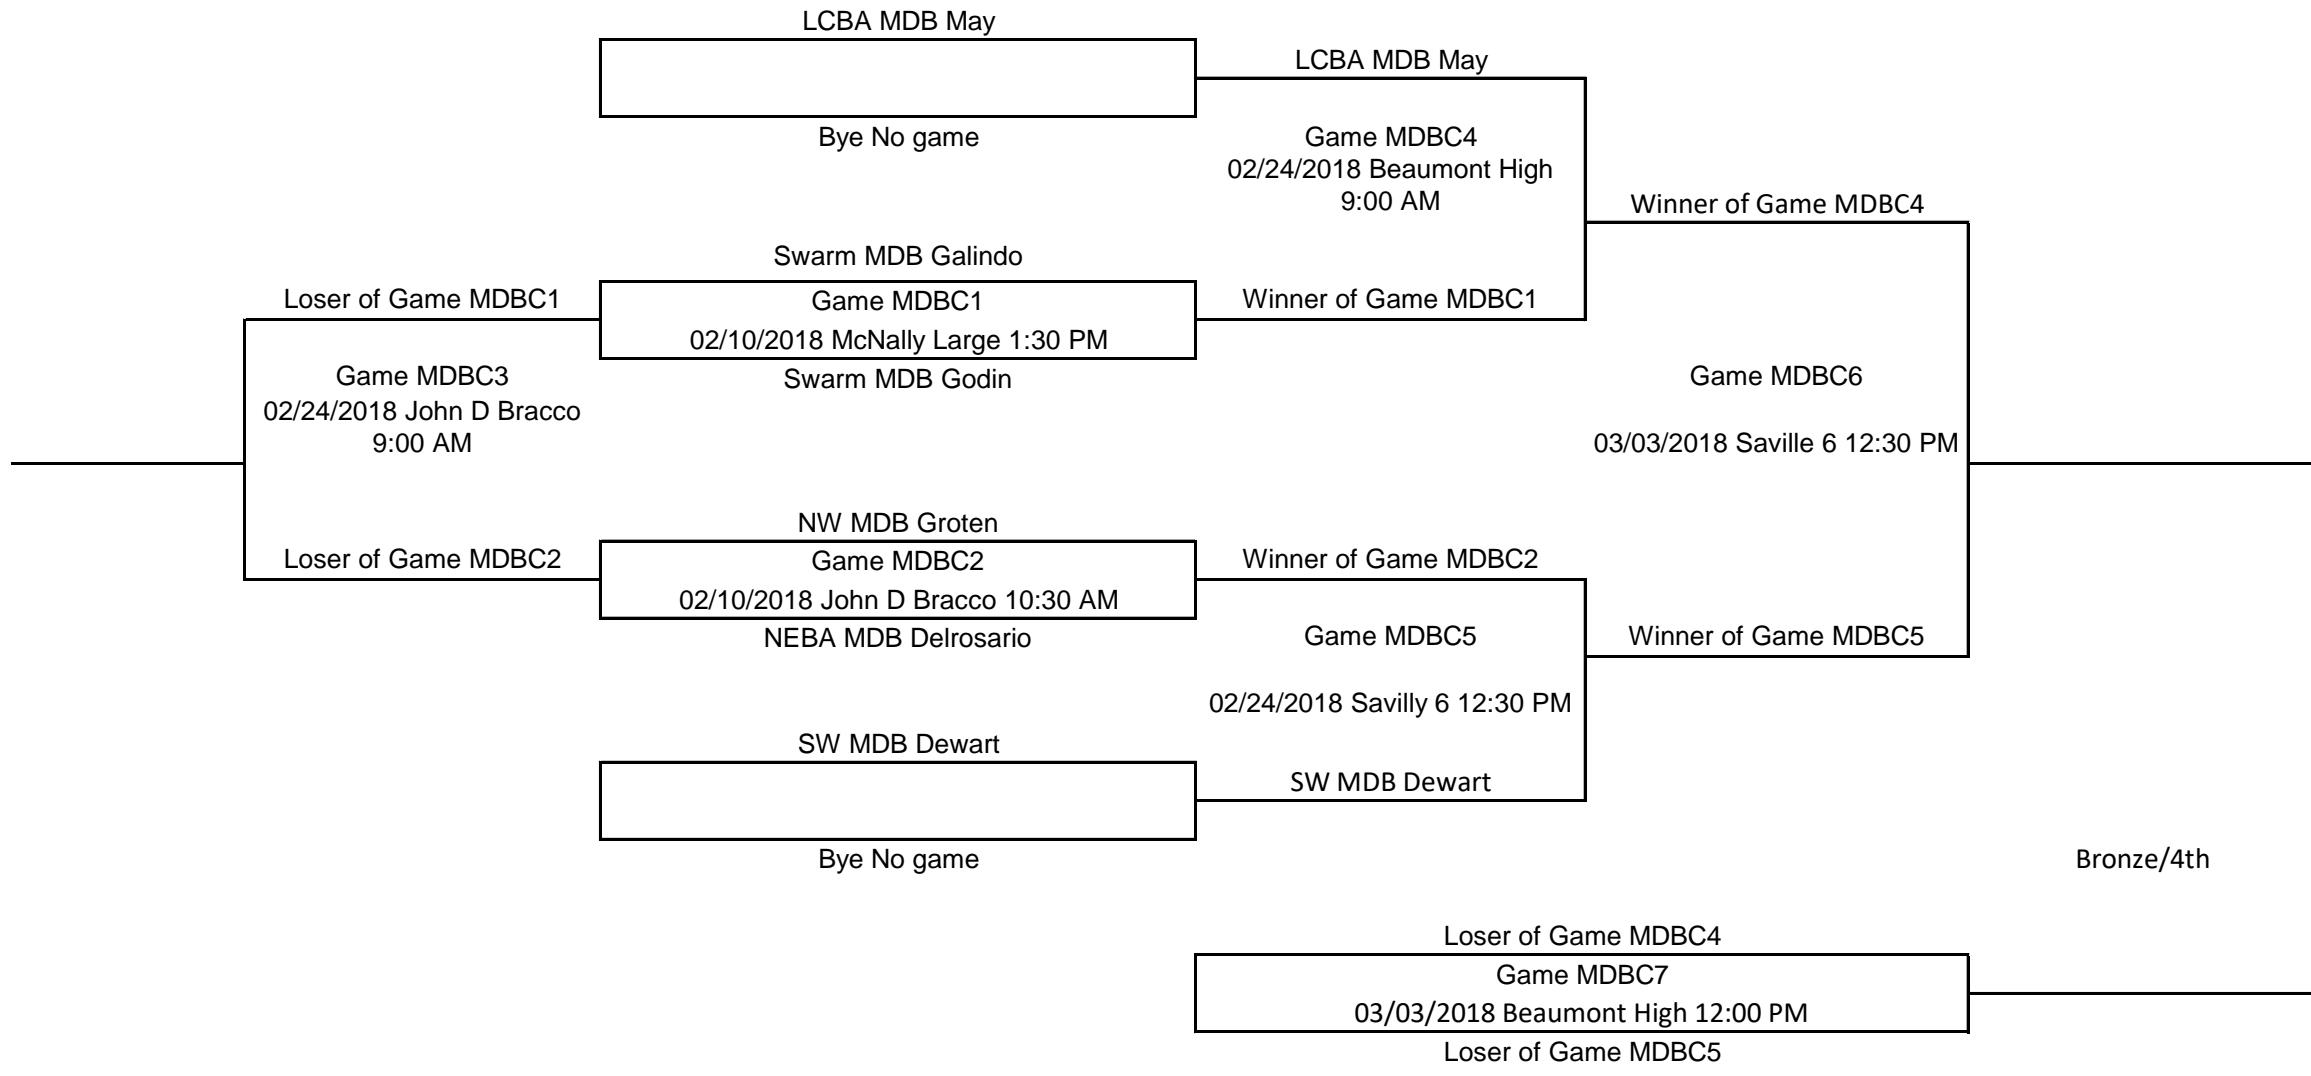 LCBA MDB May
LCBA MDB May
Bye No game
Game MDBC4
02/24/2018 Beaumont High
9:00 AM
Winner of Game MDBC4
Swarm MDB Galindo
Loser of Game MDBC1
Game MDBC1
Winner of Game MDBC1
02/10/2018 McNally Large 1:30 PM
Game MDBC3
Swarm MDB Godin
Game MDBC6
02/24/2018 John D Bracco
9:00 AM
03/03/2018 Saville 6 12:30 PM
NW MDB Groten
Loser of Game MDBC2
Game MDBC2
Winner of Game MDBC2
02/10/2018 John D Bracco 10:30 AM
NEBA MDB Delrosario
Game MDBC5
Winner of Game MDBC5
02/24/2018 Savilly 6 12:30 PM
SW MDB Dewart
SW MDB Dewart
Bye No game
Bronze/4th
Loser of Game MDBC4
Game MDBC7
03/03/2018 Beaumont High 12:00 PM
Loser of Game MDBC5